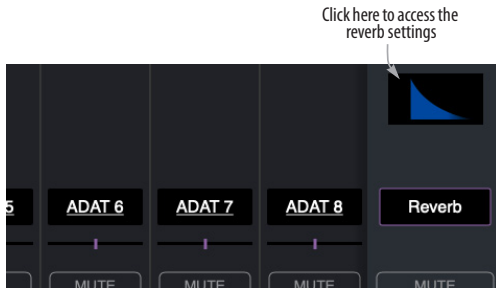 Click here to access the
reverb settings
5 ADAT 6 ADAT 7 ADAT 8 Reverb
MUTE MUTE MUTE MUTE